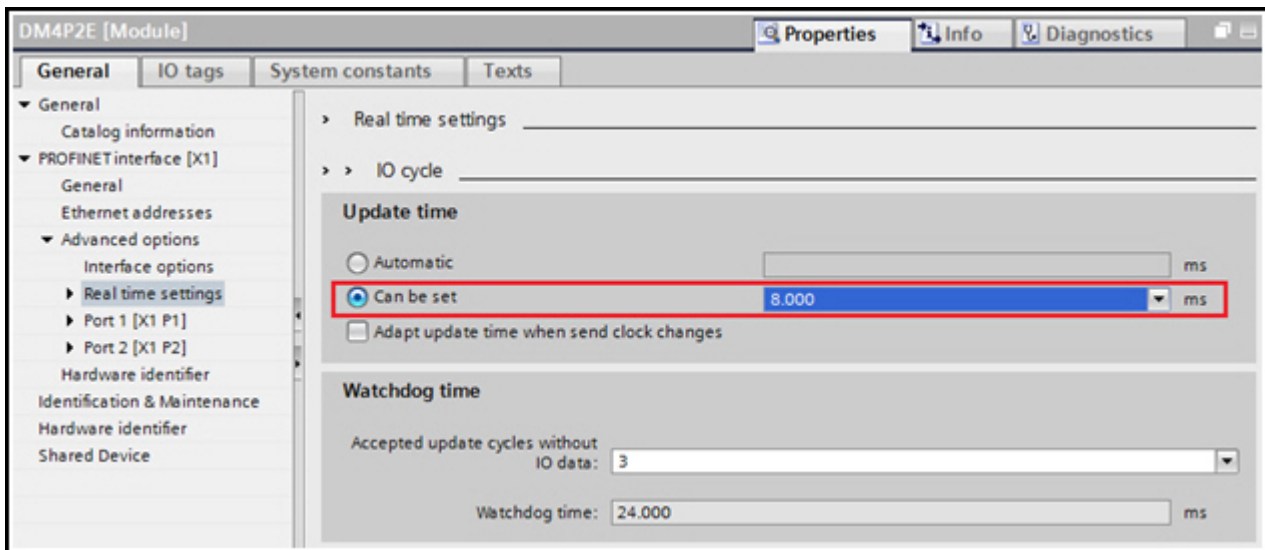 DM4P2E [Module]
Properties
Info
Diagnostics
General
IO tags
System constants
Texts
General
Catalog information
PROFINET interface [X1]
General
Ethernet addresses
Advanced options
Interface options
Real time settings
Port 1 [X1 P1]
Port 2 [X1 P2]
Hardware identifier
Identification & Maintenance
Hardware identifier
Shared Device
Real time settings
IO cycle
Update time
Automatic ms
Can be set 8.000 ms
Adapt update time when send clock changes
Watchdog time
Accepted update cycles without
IO data: 3
Watchdog time: 24.000 ms